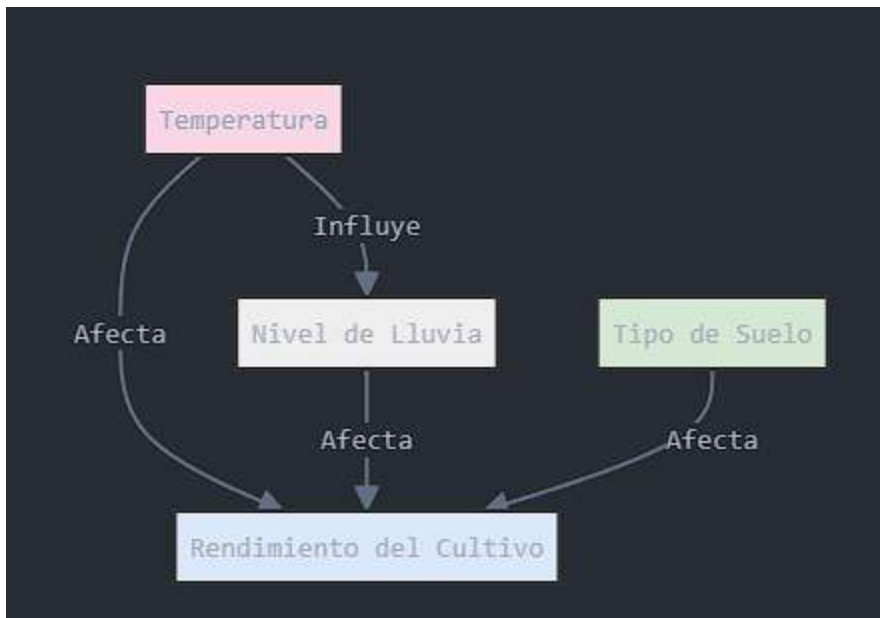 Temperatura
Influye
Afecta
Nivel de Lluvia
Tipo de Suelo
Afecta
Afecta
Rendimiento del Cultivo